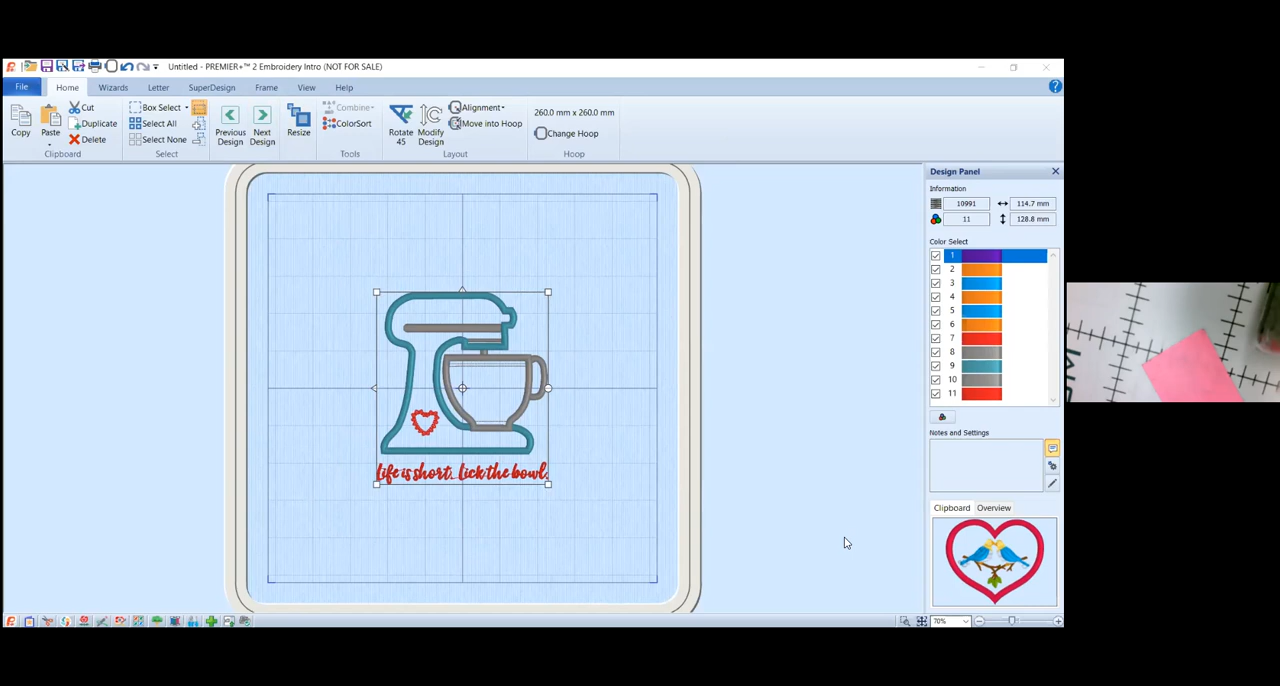 Untitled - PREMIER+™ 2 Embroidery Intro (NOT FOR SALE)
File Home Wizards Letter SuperDesign Frame View Help
Copy
Paste
Cut
Duplicate
Delete
Clipboard
Box Select
Select All
Select None
Select
Previous Design
Next Design
Resize
Combine
ColorSort
Tools
Rotate 45
Modify Design
Alignment
Move into Hoop
Layout
260.0 mm x 260.0 mm
Change Hoop
Hoop
Life is short. Lick the bowl.
Design Panel
Information
10991 114.7 mm
11 128.8 mm
Color Select
1
2
3
4
5
6
7
8
9
10
11
Notes and Settings
Clipboard Overview
70%